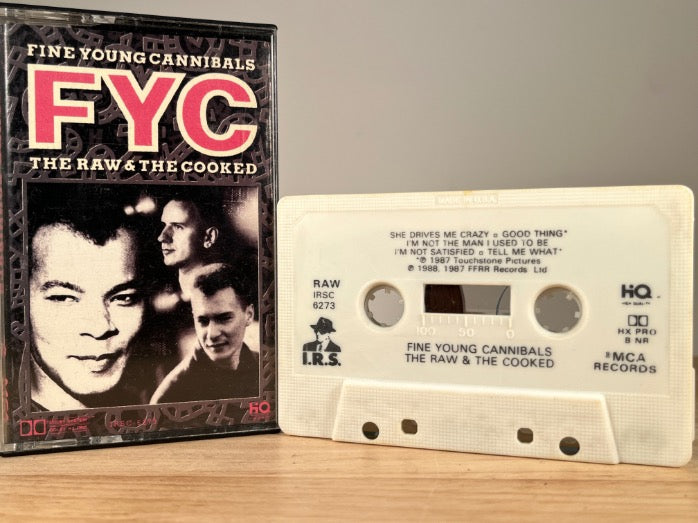 FINE YOUNG CANNIBALS
FYC
THE RAW & THE COOKED
HQ
MADE IN U.S.A.
SHE DRIVES ME CRAZY ¤ GOOD THING*
I'M NOT THE MAN I USED TO BE
I'M NOT SATISFIED ¤ TELL ME WHAT*
*℗ 1987 Touchstone Pictures
℗ 1988, 1987 FFRR Records Ltd
RAW
IRSC
6273
I.R.S.
100 50 0
FINE YOUNG CANNIBALS
THE RAW & THE COOKED
HiQ
HX PRO
B NR
MCA
RECORDS